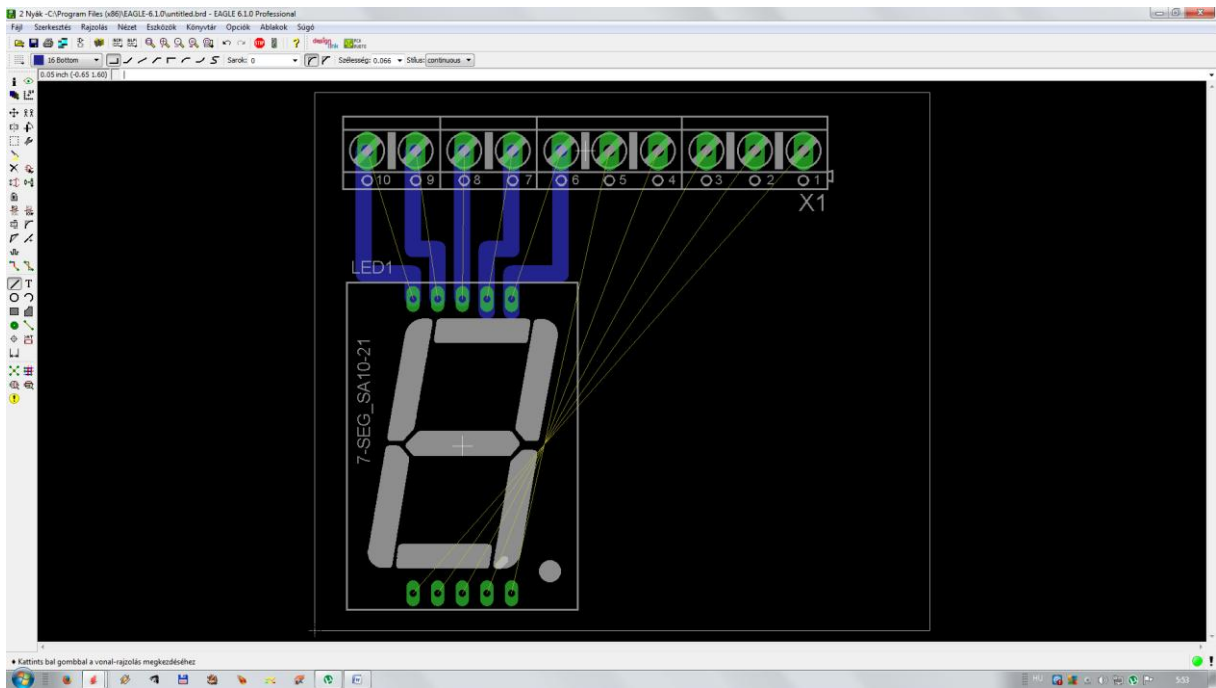 2 Nyák -C:\Program Files (x86)\EAGLE-6.1.0\untitled.brd - EAGLE 6.1.0 Professional
Fájl Szerkesztés Rajzolás Nézet Eszközök Könyvtár Opciók Ablakok Súgó
16 Bottom Sarok: 0 Szélesség: 0.066 Stílus: continuous
0.05 inch (-0.65 1.60)
10 9 8 7 6 5 4 3 2 1
X1
LED1
7-SEG_SA10-21
Kattints bal gombbal a vonal-rajzolás megkezdéséhez
HU 5:53